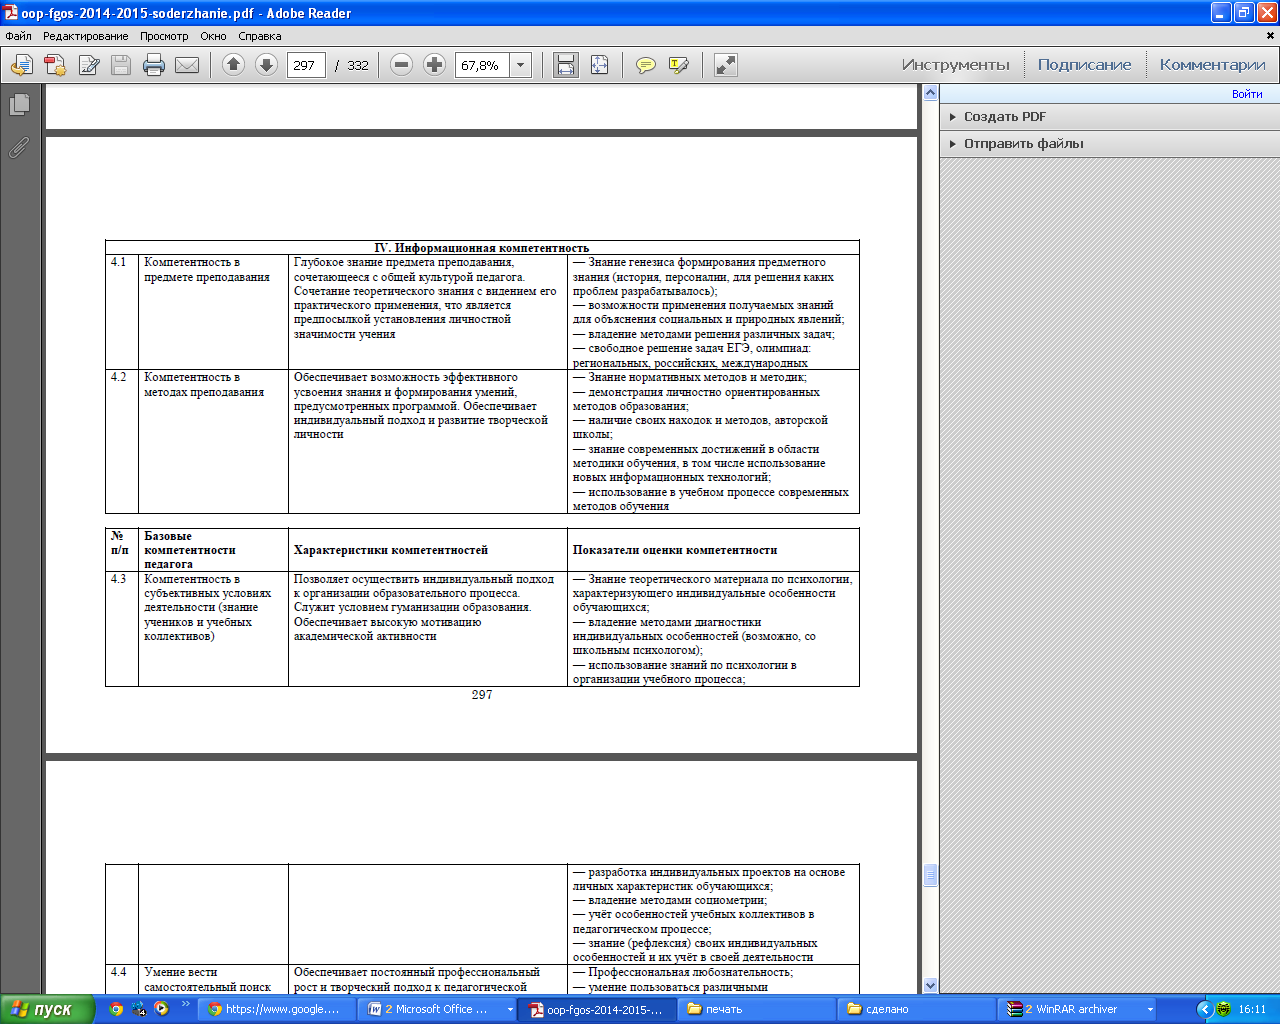 oop-fgos-2014-2015-soderzhanie.pdf - Adobe Reader
Файл Редактирование Просмотр Окно Справка
297 / 332 67,8% Инструменты Подписание Комментарии
Войти
Создать PDF
Отправить файлы
IV. Информационная компетентность
4.1
Компетентность в
предмете преподавания
Глубокое знание предмета преподавания,
сочетающееся с общей культурой педагога.
Сочетание теоретического знания с видением его
практического применения, что является
предпосылкой установления личностной
значимости учения
— Знание генезиса формирования предметного
знания (история, персоналии, для решения каких
проблем разрабатывалось);
— возможности применения получаемых знаний
для объяснения социальных и природных явлений;
— владение методами решения различных задач;
— свободное решение задач ЕГЭ, олимпиад:
региональных, российских, международных
4.2
Компетентность в
методах преподавания
Обеспечивает возможность эффективного
усвоения знания и формирования умений,
предусмотренных программой. Обеспечивает
индивидуальный подход и развитие творческой
личности
— Знание нормативных методов и методик;
— демонстрация личностно ориентированных
методов образования;
— наличие своих находок и методов, авторской
школы;
— знание современных достижений в области
методики обучения, в том числе использование
новых информационных технологий;
— использование в учебном процессе современных
методов обучения
№
п/п
Базовые
компетентности
педагога
Характеристики компетентностей
Показатели оценки компетентности
4.3
Компетентность в
субъективных условиях
деятельности (знание
учеников и учебных
коллективов)
Позволяет осуществить индивидуальный подход
к организации образовательного процесса.
Служит условием гуманизации образования.
Обеспечивает высокую мотивацию
академической активности
— Знание теоретического материала по психологии,
характеризующего индивидуальные особенности
обучающихся;
— владение методами диагностики
индивидуальных особенностей (возможно, со
школьным психологом);
— использование знаний по психологии в
организации учебного процесса;
297
— разработка индивидуальных проектов на основе
личных характеристик обучающихся;
— владение методами социометрии;
— учёт особенностей учебных коллективов в
педагогическом процессе;
— знание (рефлексия) своих индивидуальных
особенностей и их учёт в своей деятельности
4.4
Умение вести
самостоятельный поиск
Обеспечивает постоянный профессиональный
рост и творческий подход к педагогической
— Профессиональная любознательность;
— умение пользоваться различными
пуск » https://www.google.... 2 Microsoft Office ... oop-fgos-2014-2015-... печать сделано 2 WinRAR archiver 16:11